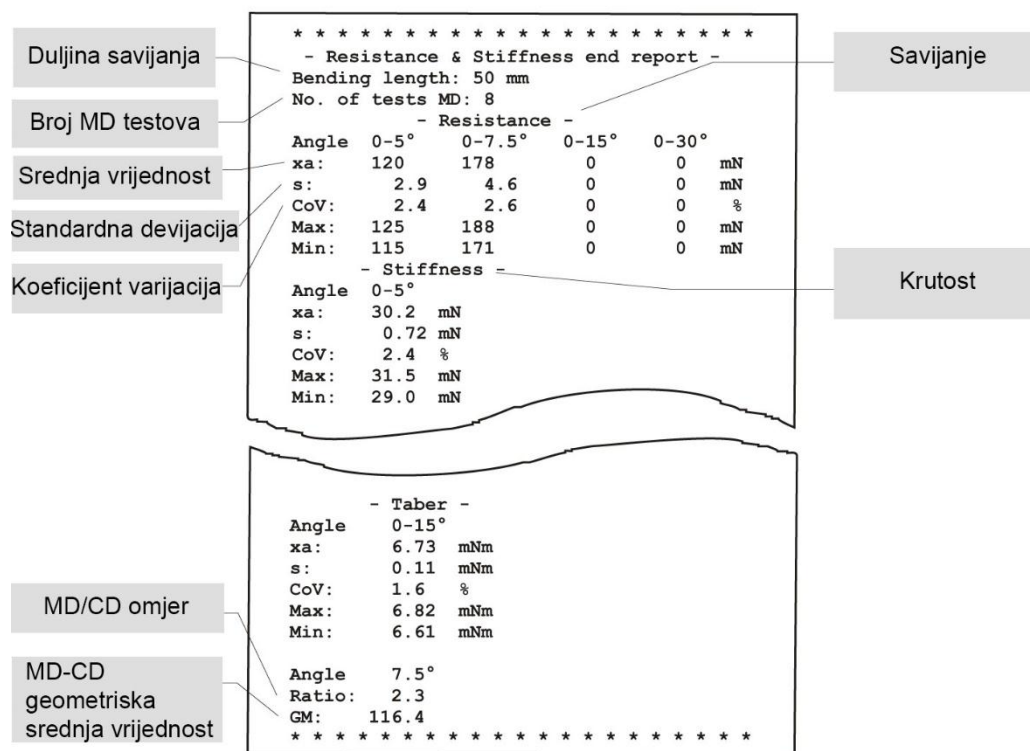 Duljina savijanja
Broj MD testova
Srednja vrijednost
Standardna devijacija
Koeficijent varijacija
* * * * * * * * * * * * * * * * * * * *
- Resistance & Stiffness end report -
Bending length: 50 mm
No. of tests MD: 8
- Resistance -
Angle 0-5° 0-7.5° 0-15° 0-30°
xa: 120 178 0 0 mN
s: 2.9 4.6 0 0 mN
CoV: 2.4 2.6 0 0 %
Max: 125 188 0 0 mN
Min: 115 171 0 0 mN
- Stiffness -
Angle 0-5°
xa: 30.2 mN
s: 0.72 mN
CoV: 2.4 %
Max: 31.5 mN
Min: 29.0 mN
Savijanje
Krutost
- Taber -
Angle 0-15°
xa: 6.73 mNm
s: 0.11 mNm
CoV: 1.6 %
Max: 6.82 mNm
Min: 6.61 mNm
Angle 7.5°
Ratio: 2.3
GM: 116.4
* * * * * * * * * * * * * * * * * * * *
MD/CD omjer
MD-CD
geometriska
srednja vrijednost